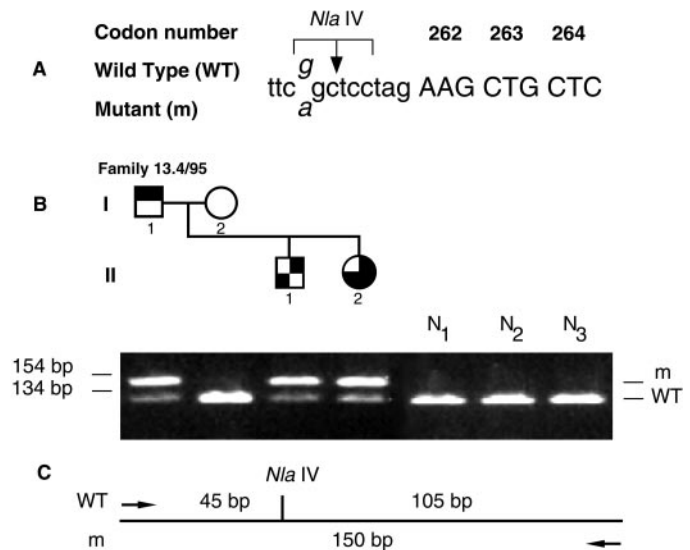 Nla IV
Codon number 262 263 264
A Wild Type (WT) ttc g gctcctag AAG CTG CTC
Mutant (m) a
Family 13.4/95
B I
1 2
II
1 2
N1 N2 N3
154 bp m
134 bp WT
C Nla IV
WT 45 bp 105 bp
m 150 bp